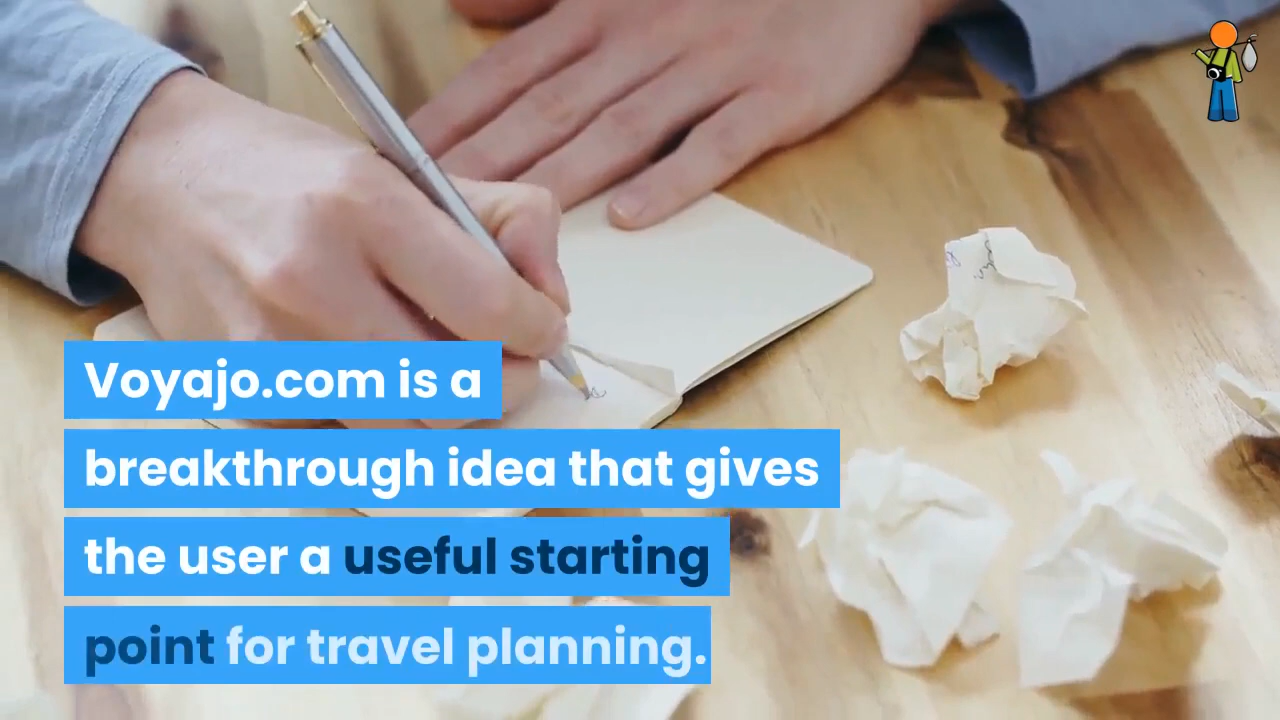 Voyajo.com is a
breakthrough idea that gives
the user a useful starting
point for travel planning.